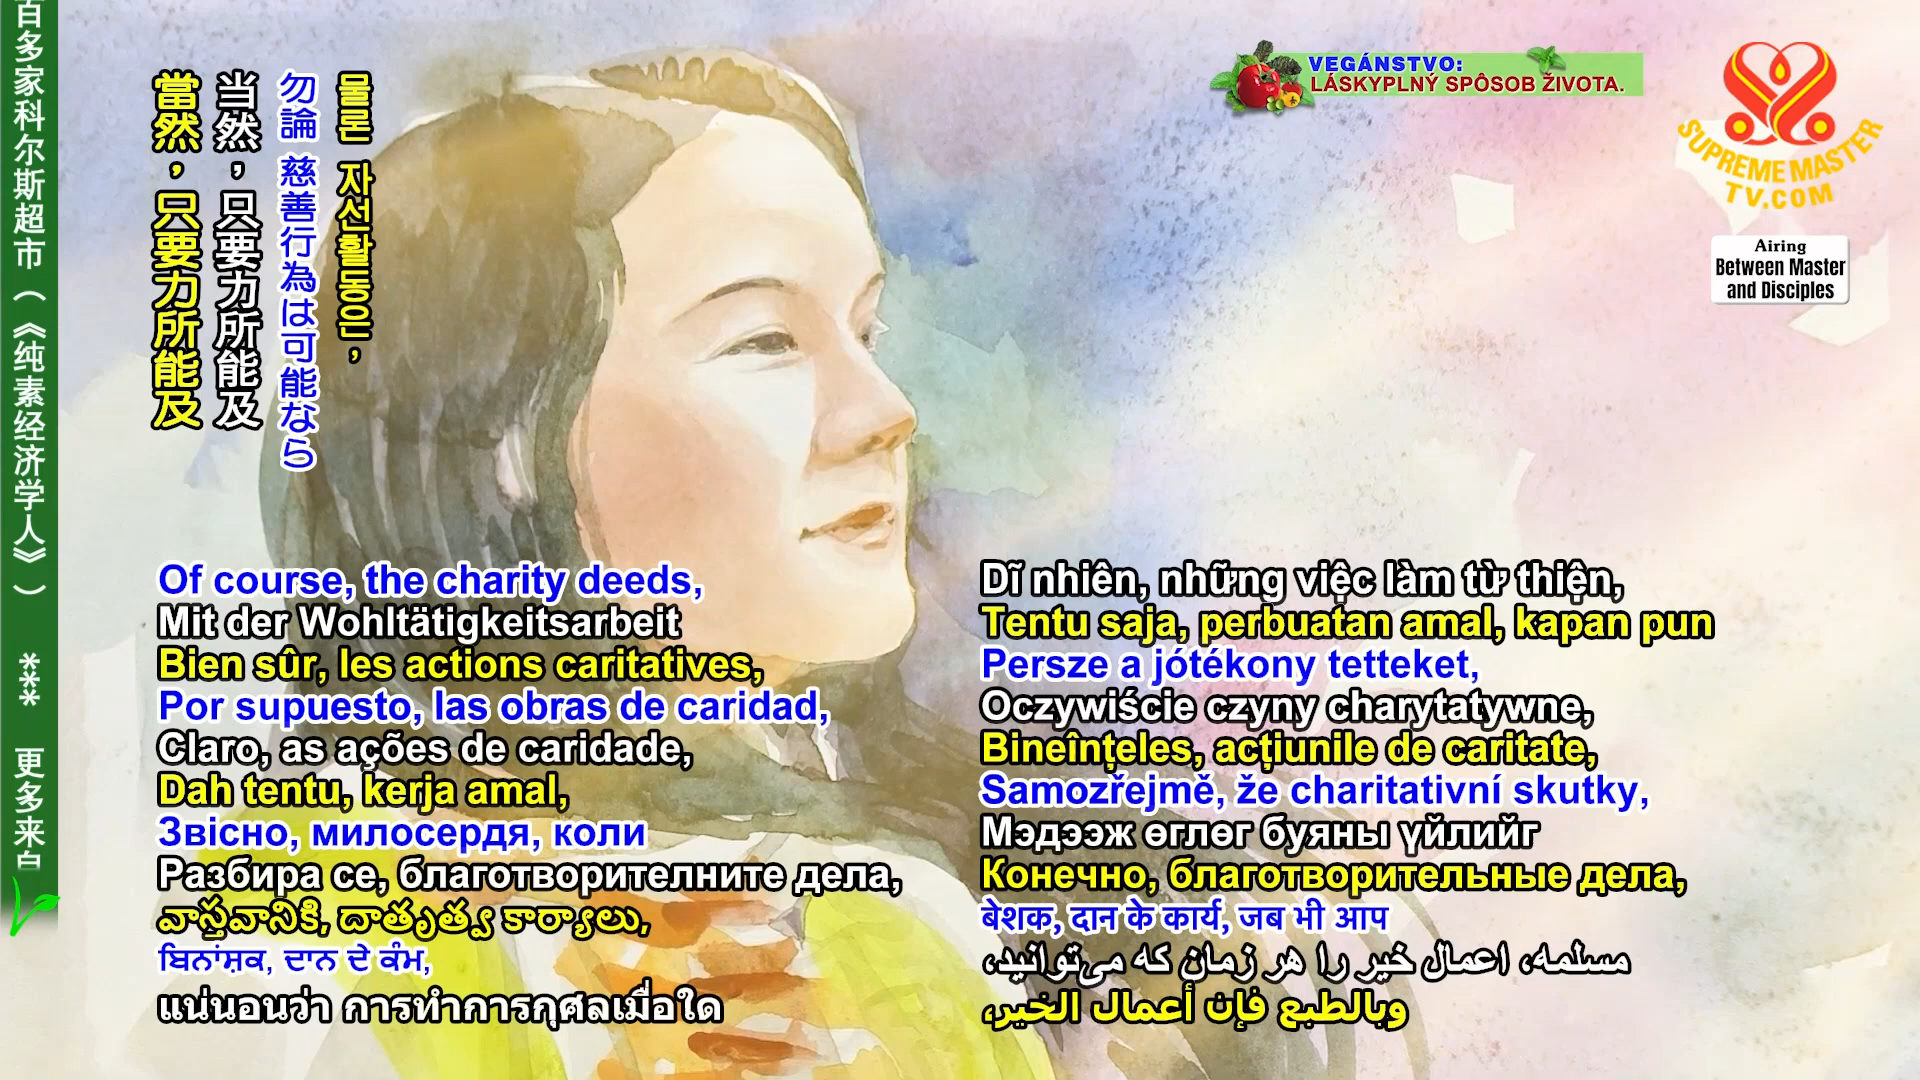 百多家科尔斯超市（《纯素经济学人》） *** 更多来自
當然，只要力所能及
当然，只要力所能及
勿論 慈善行為は可能なら
물론 자선활동은,
VEGÁNSTVO:
LÁSKYPLNÝ SPÔSOB ŽIVOTA.
SUPREME MASTER
TV.COM
Airing
Between Master
and Disciples
Of course, the charity deeds,
Mit der Wohltätigkeitsarbeit
Bien sûr, les actions caritatives,
Por supuesto, las obras de caridad,
Claro, as ações de caridade,
Dah tentu, kerja amal,
Звісно, милосердя, коли
Разбира се, благотворителните дела,
వాస్తవానికి, దాతృత్వ కార్యాలు,
ਬਿਨਾਂਸ਼ਕ, ਦਾਨ ਦੇ ਕੰਮ,
แน่นอนว่า การทำการกุศลเมื่อใด
Dĩ nhiên, những việc làm từ thiện,
Tentu saja, perbuatan amal, kapan pun
Persze a jótékony tetteket,
Oczywiście czyny charytatywne,
Bineînțeles, acțiunile de caritate,
Samozřejmě, že charitativní skutky,
Мэдээж өглөг буяны үйлийг
Конечно, благотворительные дела,
बेशक, दान के कार्य, जब भी आप
مسلمه، اعمال خیر را هر زمان که می‌توانید،
وبالطبع فإن أعمال الخير،